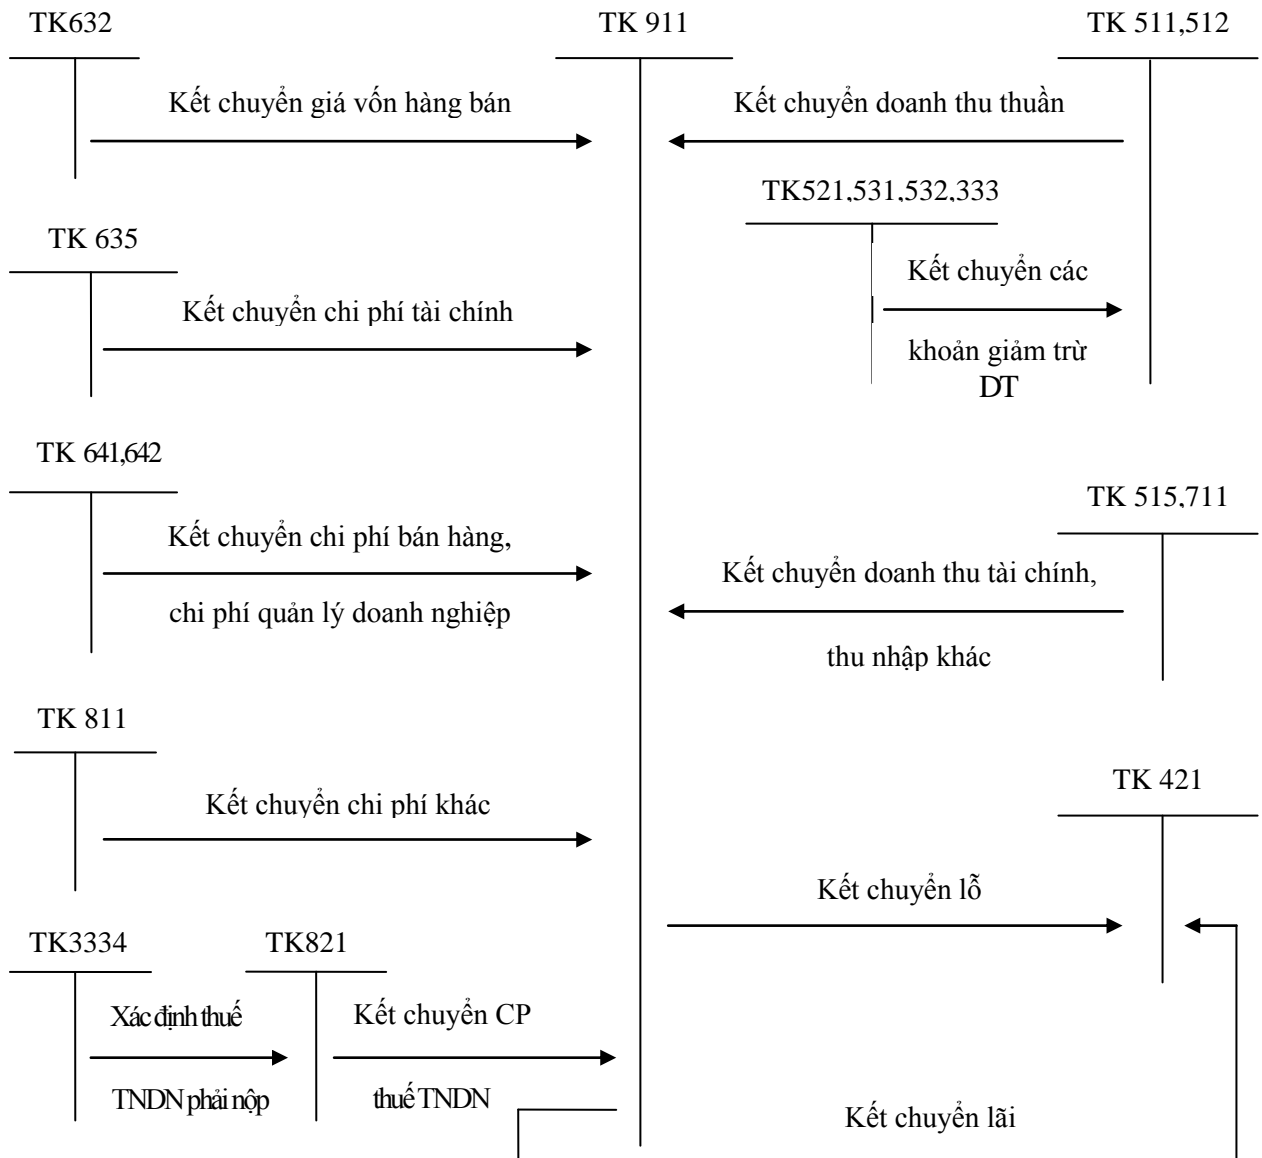 TK632
TK 911
TK 511,512
Kết chuyển giá vốn hàng bán
Kết chuyển doanh thu thuần
TK521,531,532,333
TK 635
Kết chuyển các
Kết chuyển chi phí tài chính
khoản giảm trừ
DT
TK 641,642
TK 515,711
Kết chuyển chi phí bán hàng,
Kết chuyển doanh thu tài chính,
chi phí quản lý doanh nghiệp
thu nhập khác
TK 811
TK 421
Kết chuyển chi phí khác
Kết chuyển lỗ
TK3334
TK821
Xác định thuế
Kết chuyển CP
TNDN phải nộp
thuế TNDN
Kết chuyển lãi